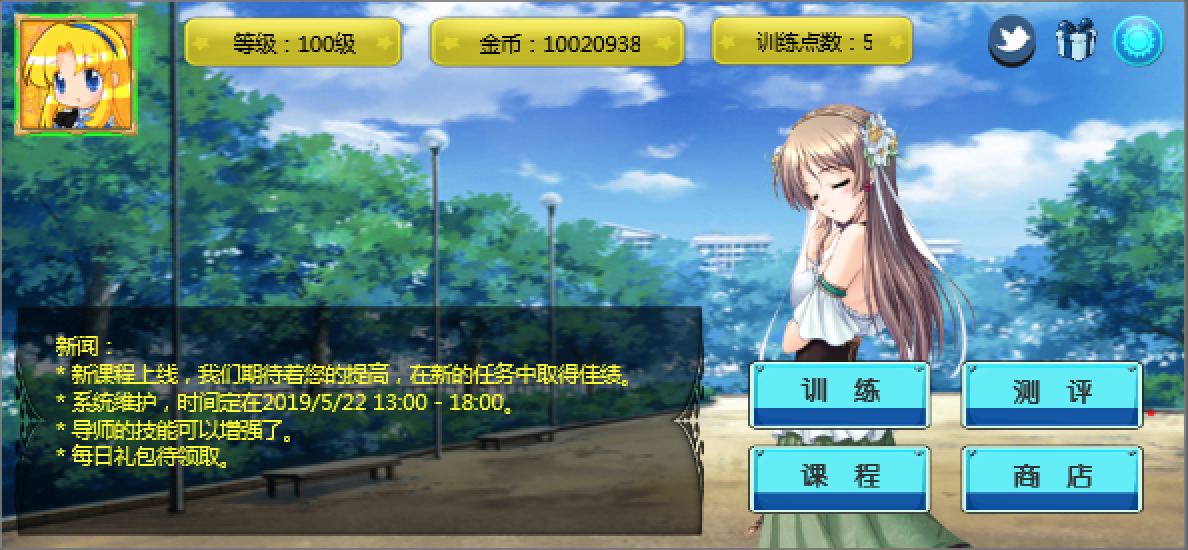 等级：100级
金币：10020938
训练点数：5
新闻：
* 新课程上线，我们期待着您的提高，在新的任务中取得佳绩。
* 系统维护，时间定在2019/5/22 13:00 - 18:00。
* 导师的技能可以增强了。
* 每日礼包待领取。
训 练
测 评
课 程
商 店